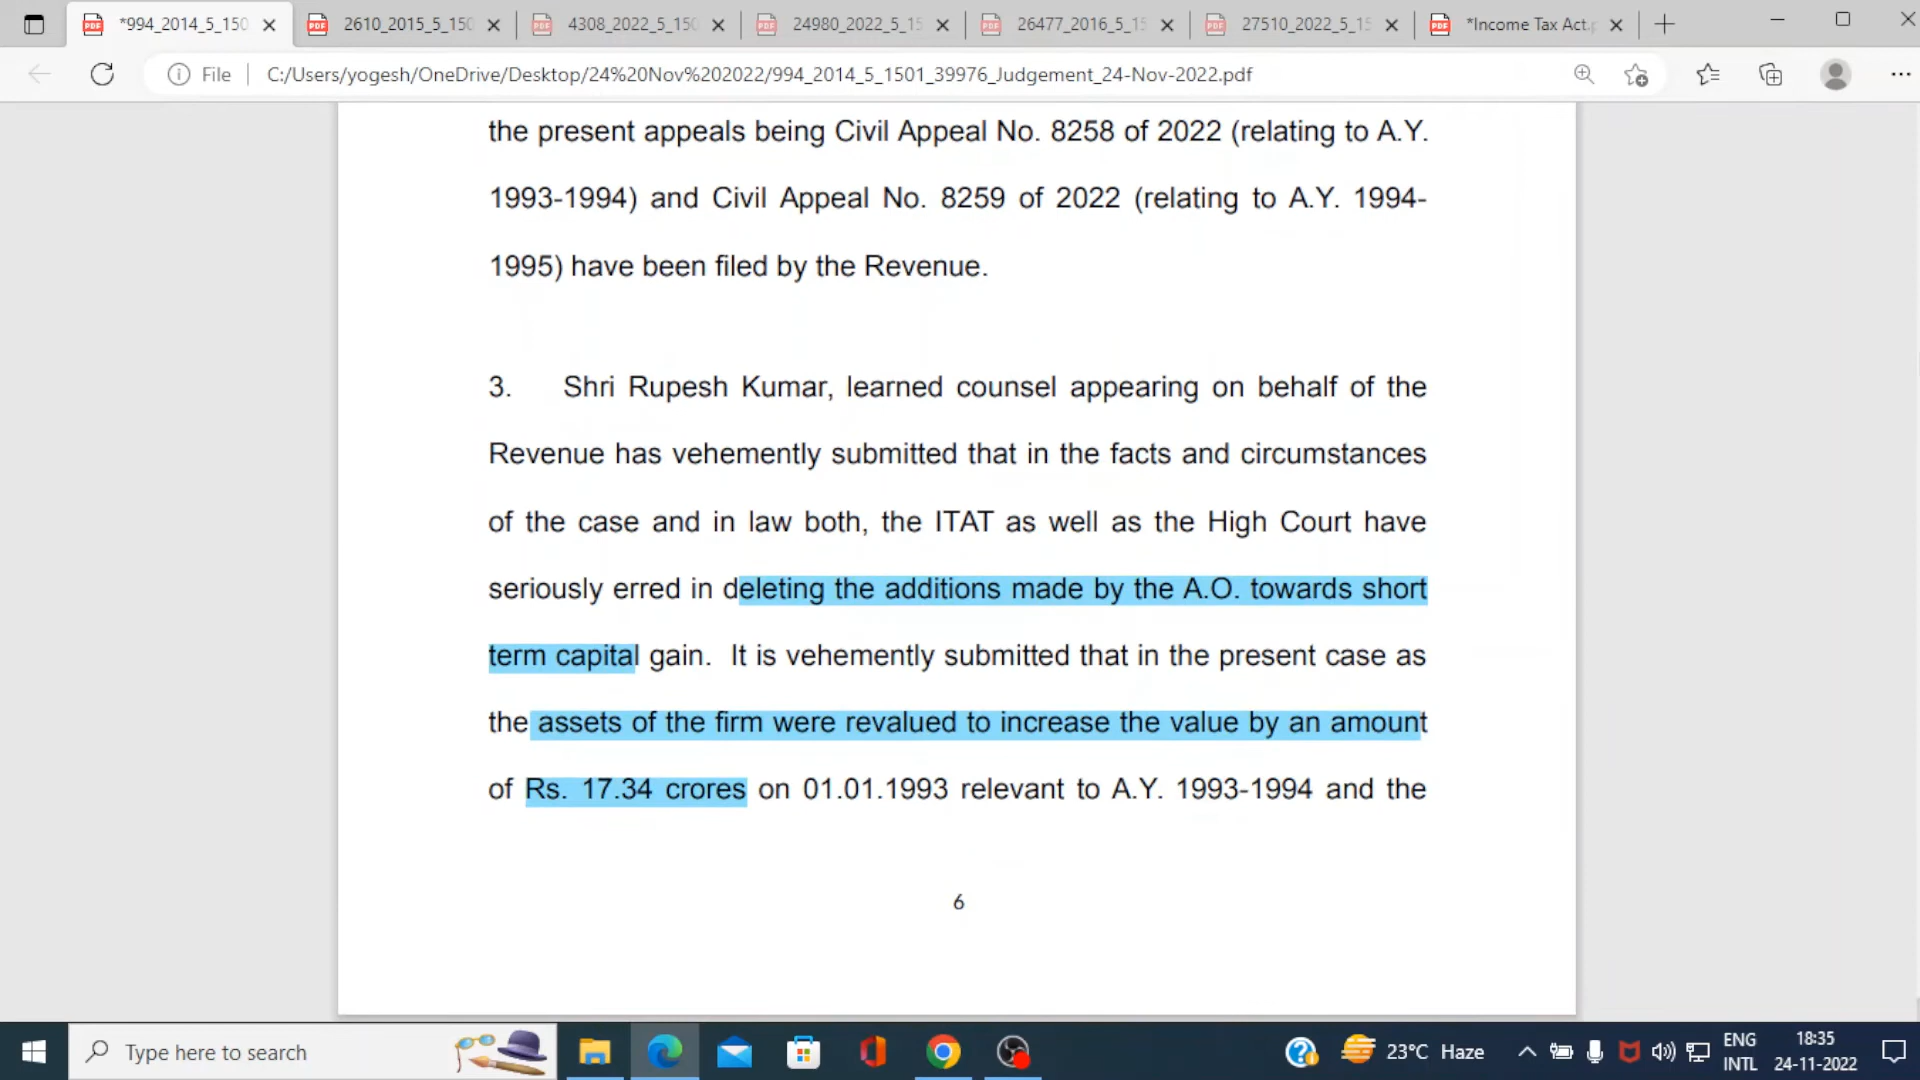 *994_2014_5_150
2610_2015_5_150
4308_2022_5_150
24980_2022_5_15
26477_2016_5_15
27510_2022_5_15
*Income Tax Act.p
File
C:/Users/yogesh/OneDrive/Desktop/24%20Nov%202022/994_2014_5_1501_39976_Judgement_24-Nov-2022.pdf
the present appeals being Civil Appeal No. 8258 of 2022 (relating to A.Y.
1993-1994) and Civil Appeal No. 8259 of 2022 (relating to A.Y. 1994-
1995) have been filed by the Revenue.
3. Shri Rupesh Kumar, learned counsel appearing on behalf of the
Revenue has vehemently submitted that in the facts and circumstances
of the case and in law both, the ITAT as well as the High Court have
seriously erred in deleting the additions made by the A.O. towards short
term capital gain. It is vehemently submitted that in the present case as
the assets of the firm were revalued to increase the value by an amount
of Rs. 17.34 crores on 01.01.1993 relevant to A.Y. 1993-1994 and the
6
Type here to search
23°C Haze
ENG
INTL
18:35
24-11-2022